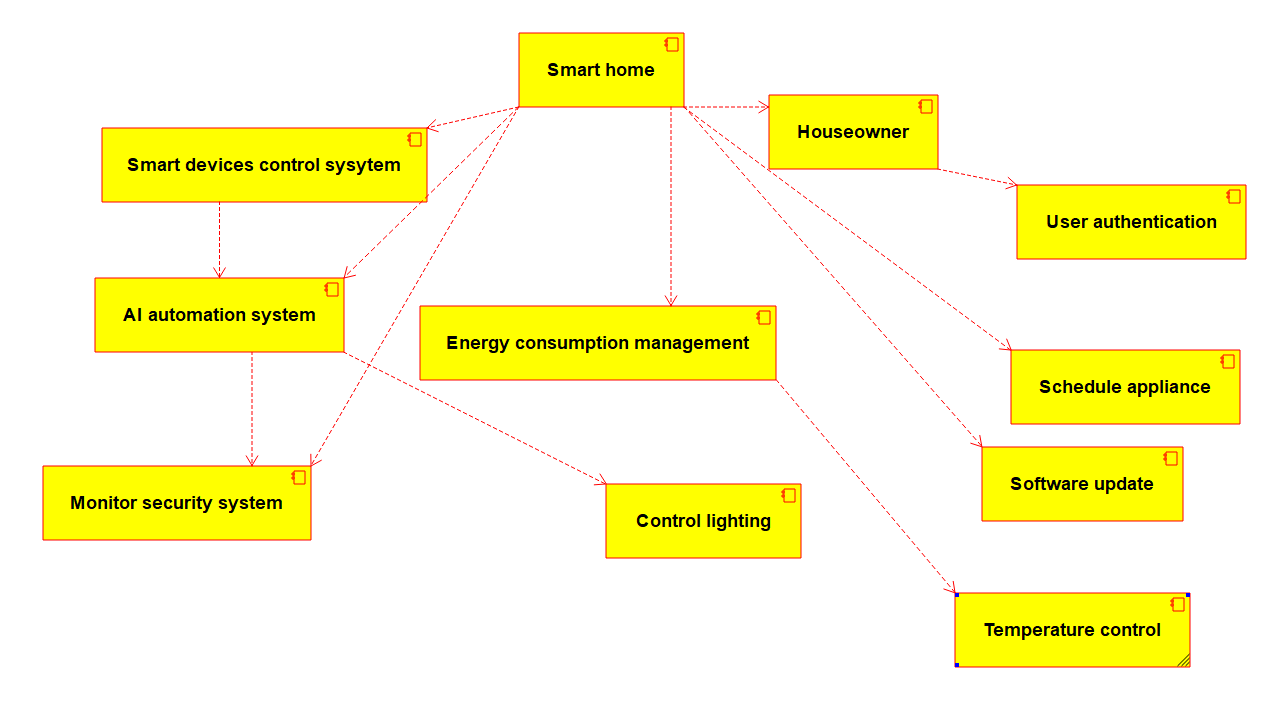 Smart home
Houseowner
Smart devices control sysytem
User authentication
AI automation system
Energy consumption management
Schedule appliance
Software update
Monitor security system
Control lighting
Temperature control